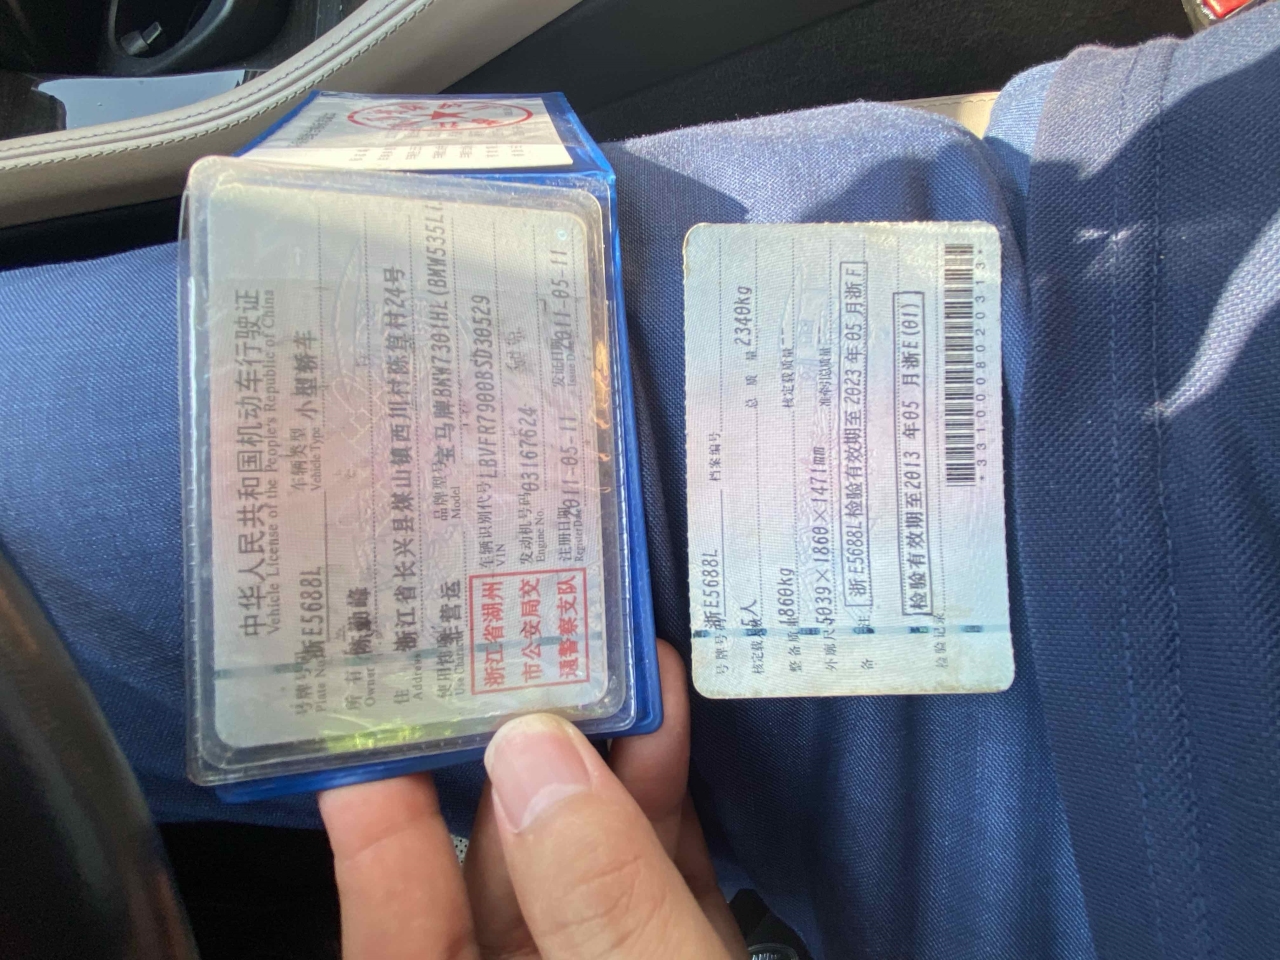 中华人民共和国机动车行驶证
Vehicle License of the People's Republic of China
号牌号码 浙E5688L
Plate No.
车辆类型 小型轿车
Vehicle Type
所有人
Owner
住址 浙江省长兴县煤山镇西川村陈笪村24号
Address
使用性质 非营运
Use Character
品牌型号 宝马牌BMW7301HL(BMW535LI
Model
浙江省湖州
市公安局交
通警察支队
车辆识别代号
VIN
发动机号码 03167624
Engine No.
注册日期 2011-05-11
Register Date
发证日期 2011-05-11
Issue Date
号牌号码 浙E5688L
档案编号
核定载人数 5人
总质量 2340kg
整备质量 1860kg
核定载质量 --
外廓尺寸 5039×1860×1471mm
准牵引总质量 --
备注
浙E5688L检验有效期至2023年05月浙F
检验有效期至2013年05月浙E(01)
检验记录
*3310008020313*